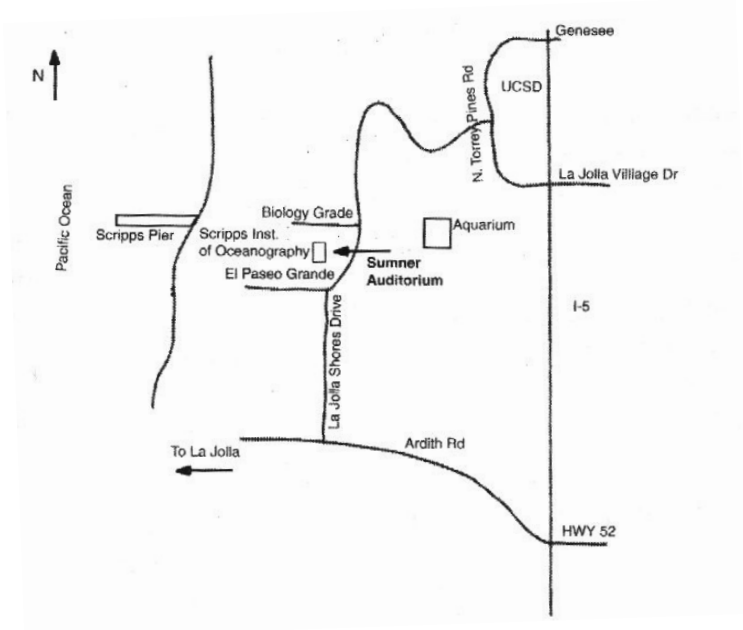 Genesee
N
UCSD
N. Torrey Pines Rd
La Jolla Village Dr
Pacific Ocean
Biology Grade
Aquarium
Scripps Pier
Scripps Inst.
of Oceanography
Sumner
Auditorium
El Paseo Grande
I-5
La Jolla Shores Drive
Ardith Rd
To La Jolla
HWY 52